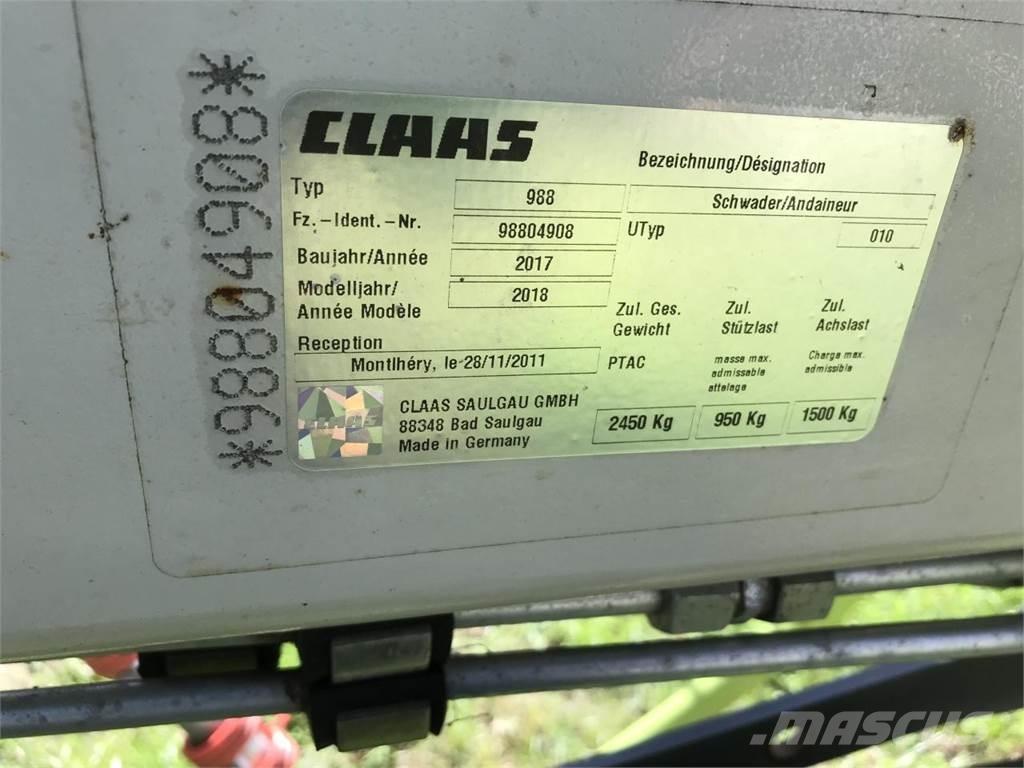 *98804908*
CLAAS
Bezeichnung/Désignation
Typ 988 Schwader/Andaineur
Fz.-Ident.-Nr. 98804908 UTyp 010
Baujahr/Année 2017
Modelljahr/
Année Modèle 2018
Zul. Ges. Gewicht
Zul. Stützlast
Zul. Achslast
Reception
Montlhéry, le 28/11/2011
PTAC
masse max. admissable attelage
Charge max. admissible
CLAAS
CLAAS SAULGAU GMBH
88348 Bad Saulgau
Made in Germany
2450 Kg 950 Kg 1500 Kg
MASCUS